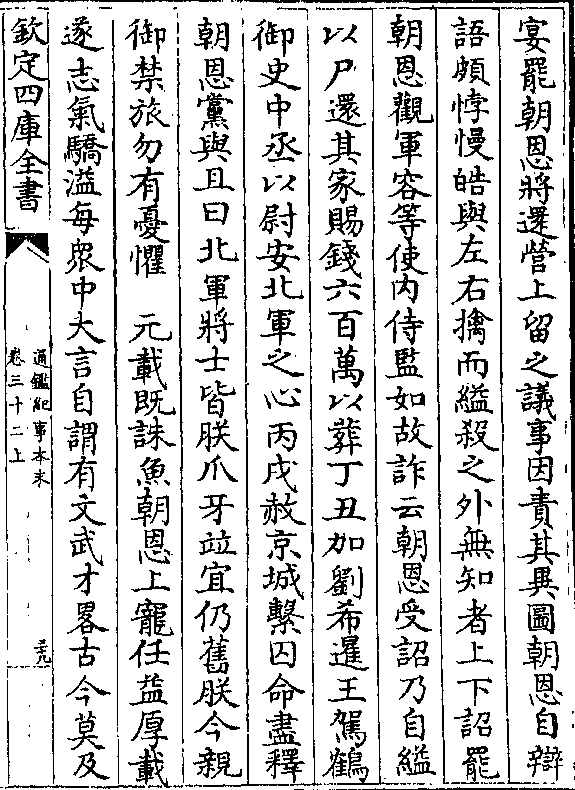 宴罷朝恩將還營上留之議事因責其異圖朝恩自辯
語頗悖慢皓與左右擒而縊殺之外無知者上下詔罷
朝恩觀軍容等使内侍監如故詐云朝恩受詔乃自縊
以尸還其家賜錢六百萬以葬丁丑加劉希暹王駕鶴
御史中丞以尉安北軍之心丙戌赦京城繫囚命盡釋
朝恩黨與且曰北軍將士皆朕爪牙竝宜仍舊朕今親
御禁旅勿有憂懼　元載既誅魚朝恩上寵任益厚載
遂志氣驕溢每衆中大言自謂有文武才畧古今莫及
欽定四庫全書
通鑑紀事本末
卷三十二上
三九